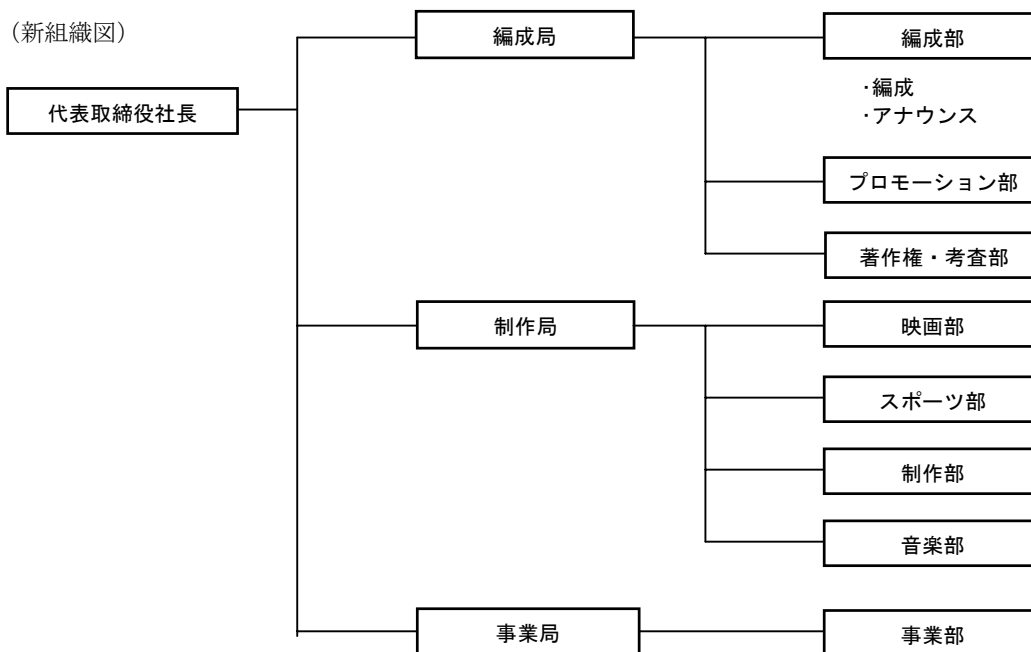 （新組織図）
代表取締役社長
編成局
編成部
・編成
・アナウンス
プロモーション部
著作権・考査部
制作局
映画部
スポーツ部
制作部
音楽部
事業局
事業部